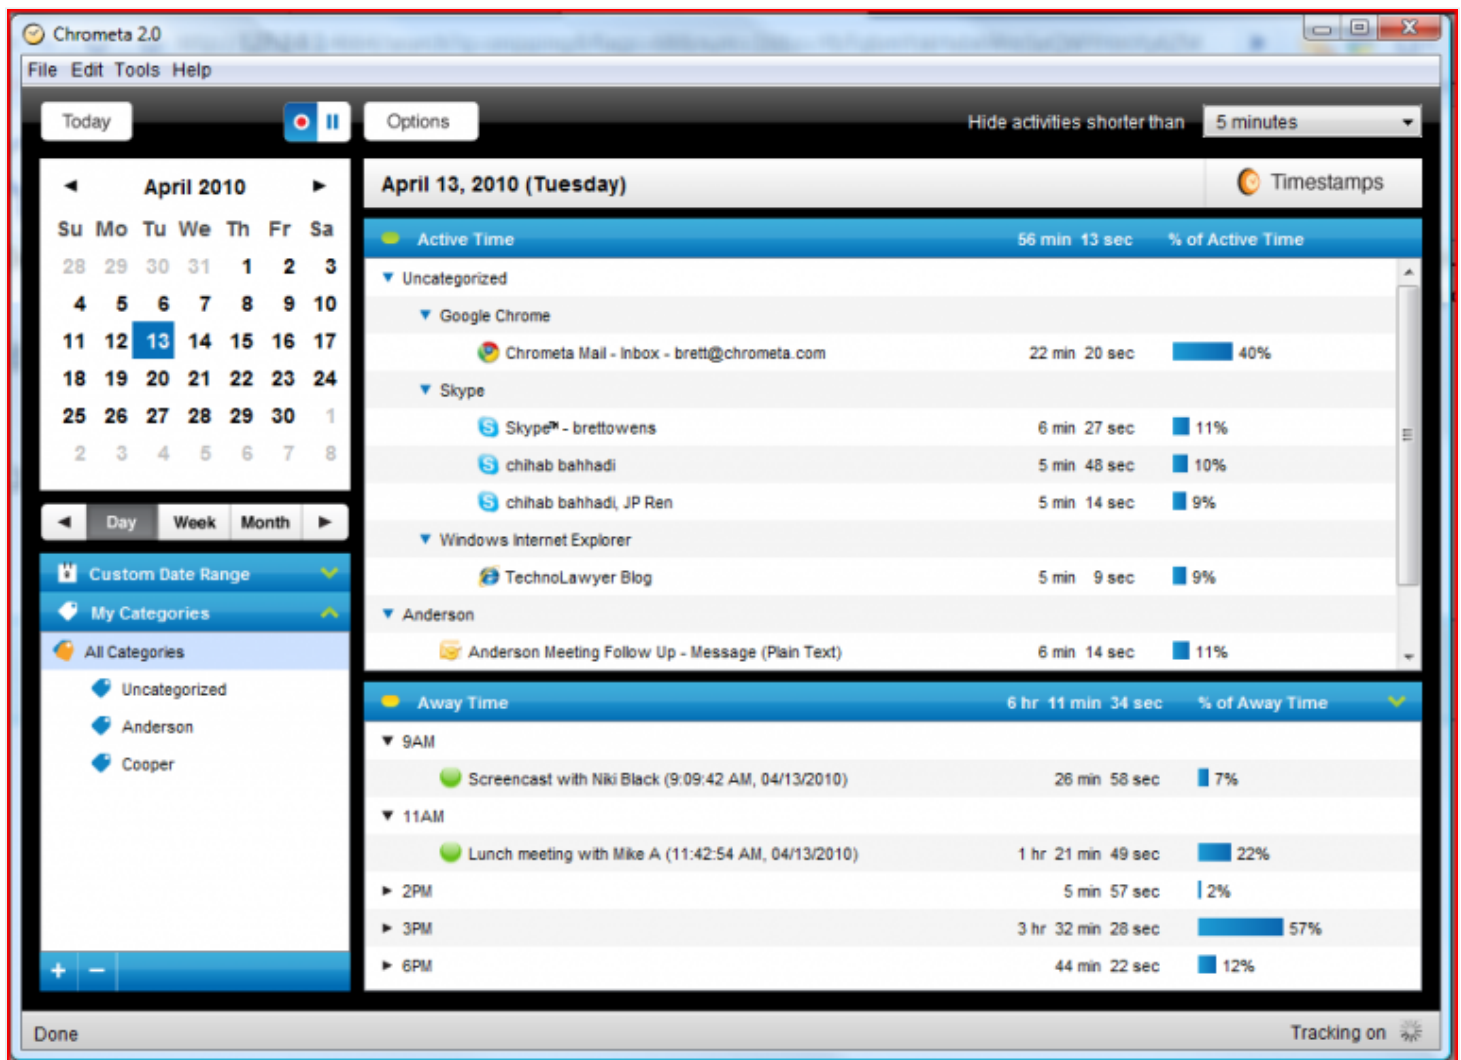 Chrometa 2.0
File Edit Tools Help
Today
Options
Hide activities shorter than 5 minutes
April 2010
Su Mo Tu We Th Fr Sa
28 29 30 31 1 2 3
4 5 6 7 8 9 10
11 12 13 14 15 16 17
18 19 20 21 22 23 24
25 26 27 28 29 30 1
2 3 4 5 6 7 8
Day Week Month
Custom Date Range
My Categories
All Categories
Uncategorized
Anderson
Cooper
+ −
April 13, 2010 (Tuesday) Timestamps
Active Time 56 min 13 sec % of Active Time
Uncategorized
Google Chrome
Chrometa Mail - Inbox - brett@chrometa.com 22 min 20 sec 40%
Skype
Skype™ - brettowens 6 min 27 sec 11%
chihab bahhadi 5 min 48 sec 10%
chihab bahhadi, JP Ren 5 min 14 sec 9%
Windows Internet Explorer
TechnoLawyer Blog 5 min 9 sec 9%
Anderson
Anderson Meeting Follow Up - Message (Plain Text) 6 min 14 sec 11%
Away Time 6 hr 11 min 34 sec % of Away Time
9AM
Screencast with Niki Black (9:09:42 AM, 04/13/2010) 26 min 58 sec 7%
11AM
Lunch meeting with Mike A (11:42:54 AM, 04/13/2010) 1 hr 21 min 49 sec 22%
2PM 5 min 57 sec 2%
3PM 3 hr 32 min 28 sec 57%
6PM 44 min 22 sec 12%
Done
Tracking on